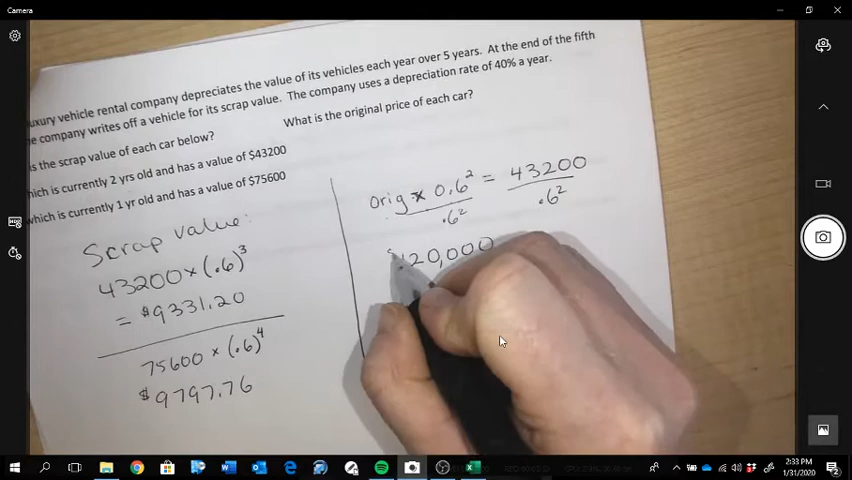 Camera
uxury vehicle rental company depreciates the value of its vehicles each year over 5 years. At the end of the fifth
e company writes off a vehicle for its scrap value. The company uses a depreciation rate of 40% a year.
is the scrap value of each car below?
What is the original price of each car?
hich is currently 2 yrs old and has a value of $43200
which is currently 1 yr old and has a value of $75600
Scrap value:
43200 × (.6)³
= $9331.20
75600 × (.6)⁴
$9797.76
Orig × 0.6² = 43200
.6² .6²
$120,000
2:33 PM
1/31/2020